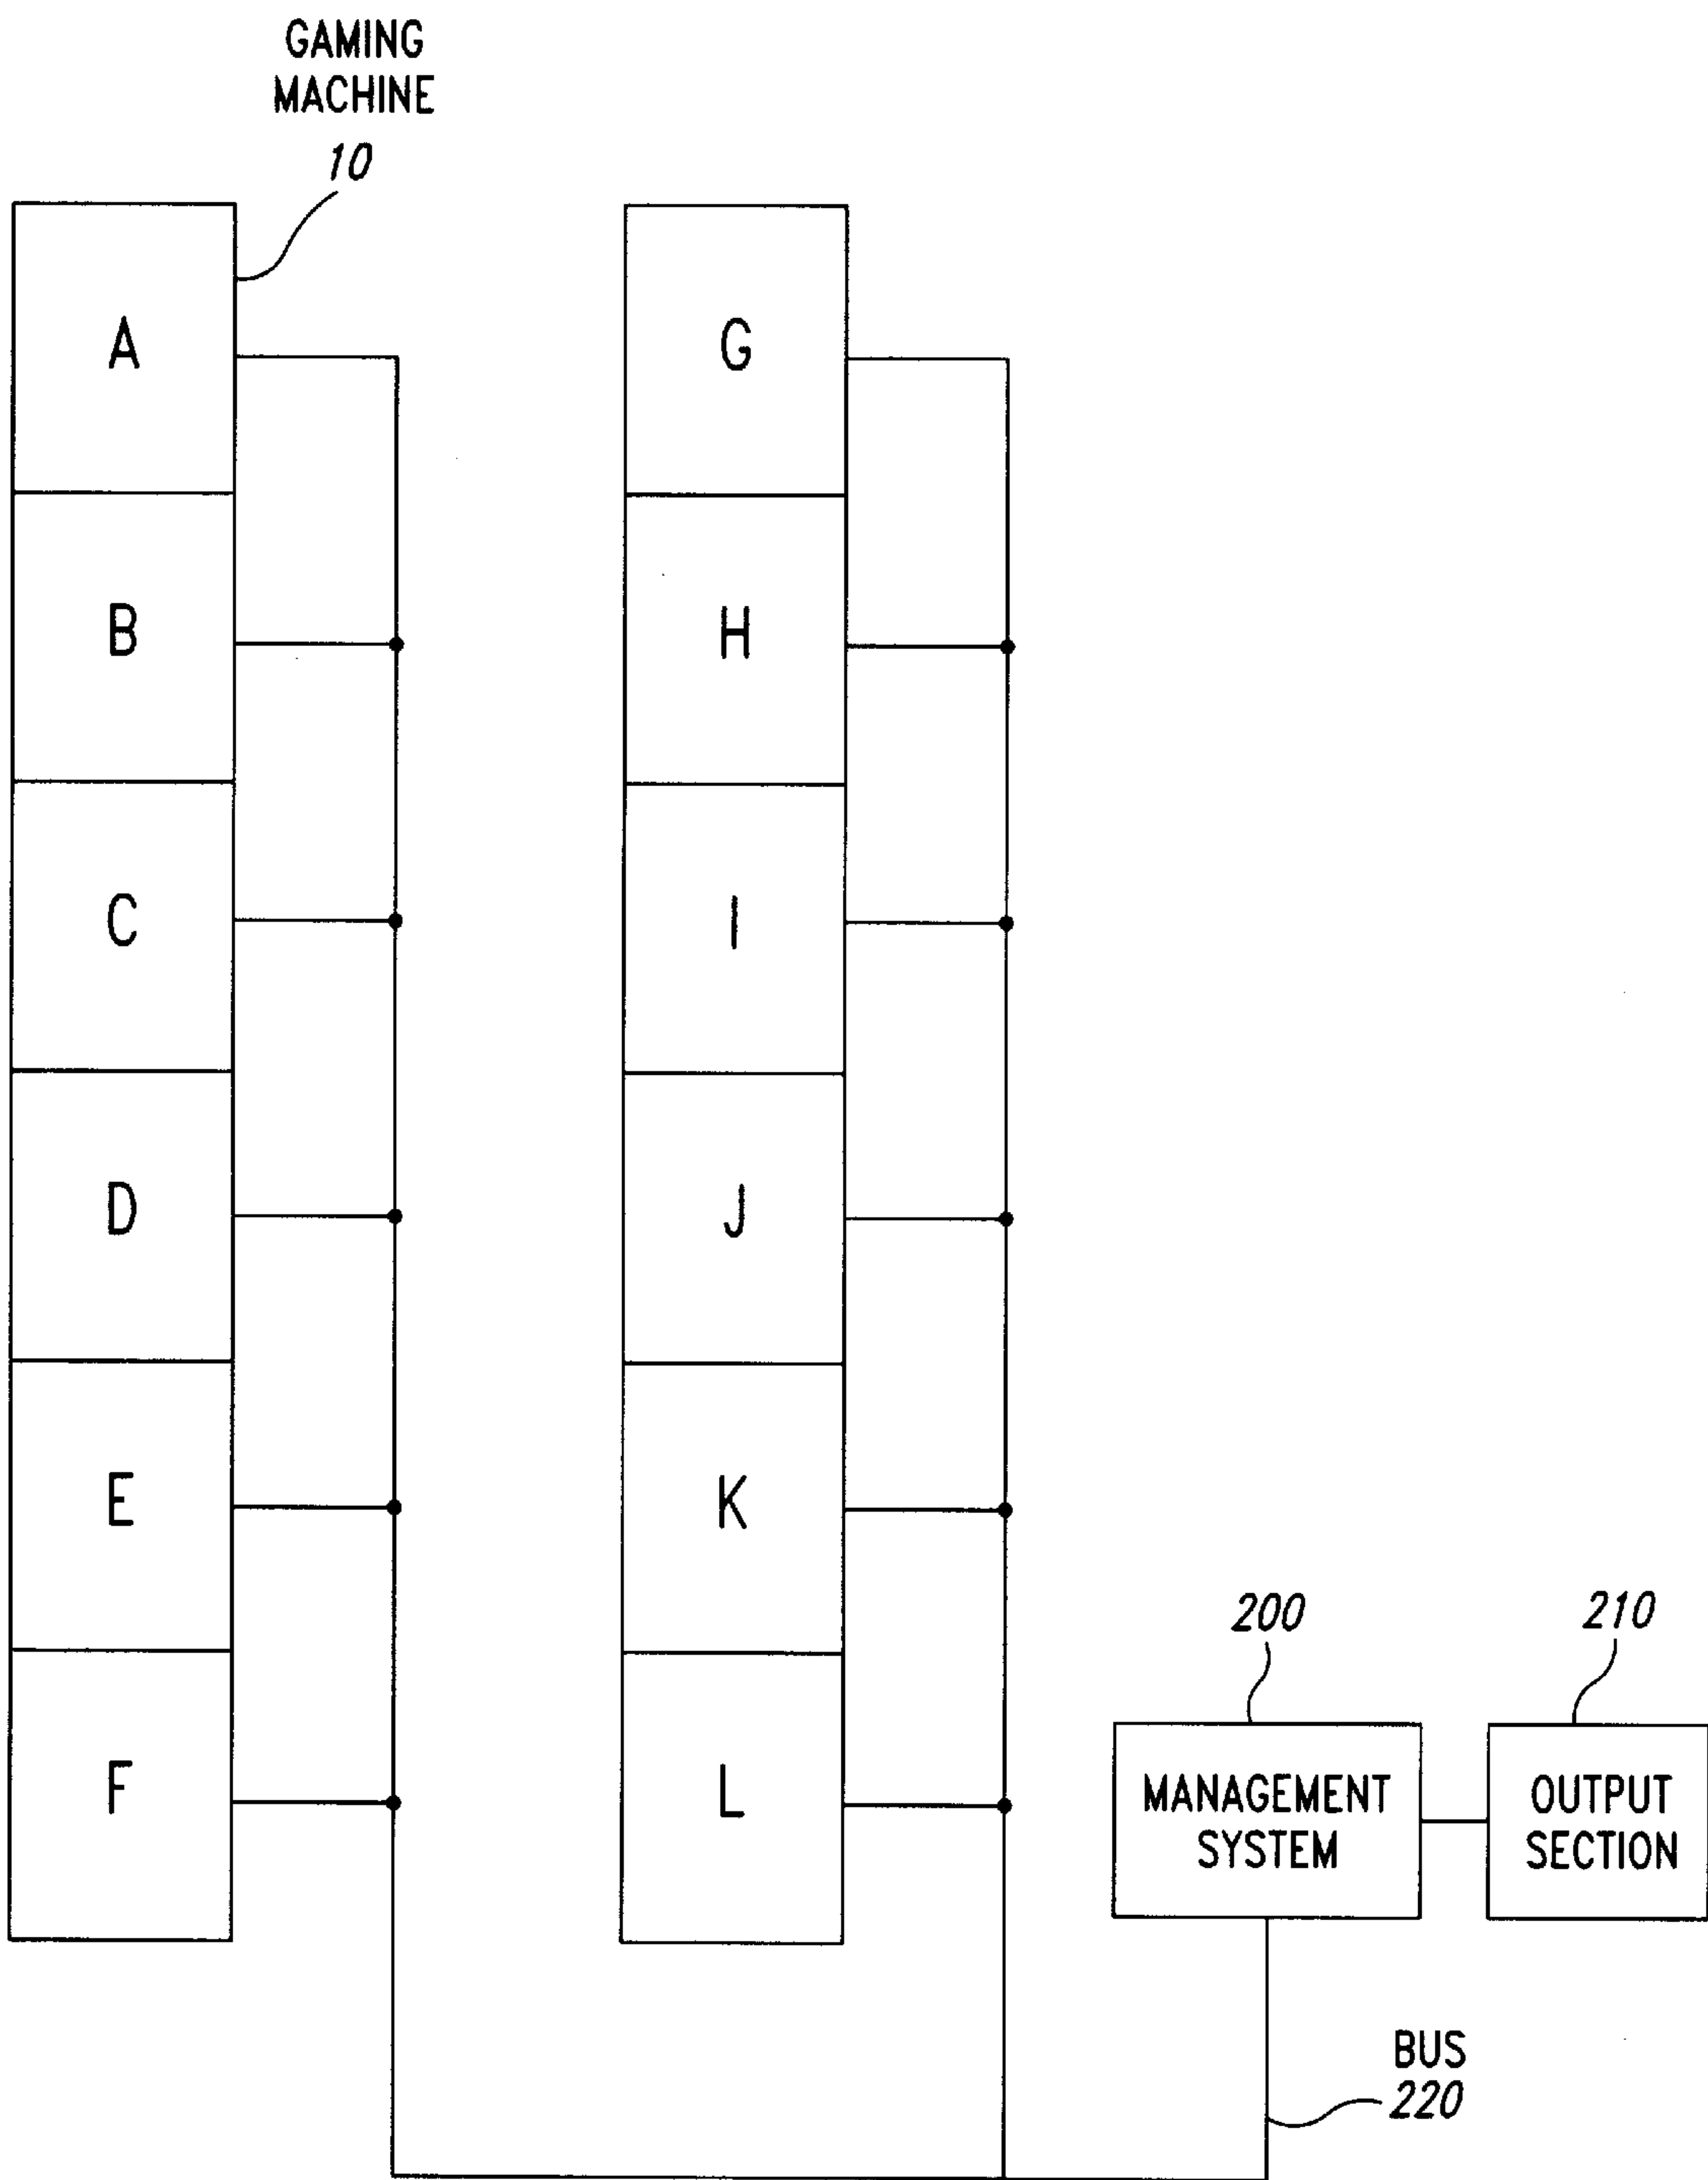 GAMING
MACHINE
10
A
B
C
D
E
F
G
H
I
J
K
L
200
MANAGEMENT
SYSTEM
210
OUTPUT
SECTION
BUS
220